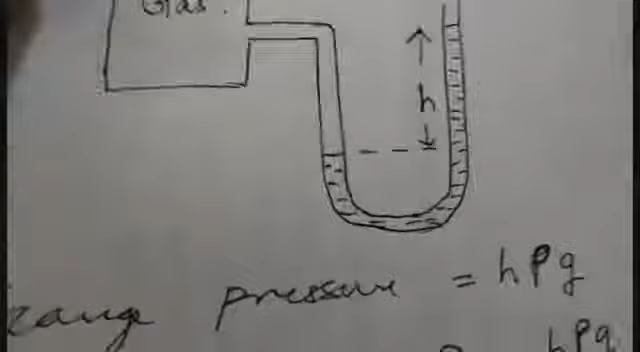 Gas.
h
pressure = hρg
hρg